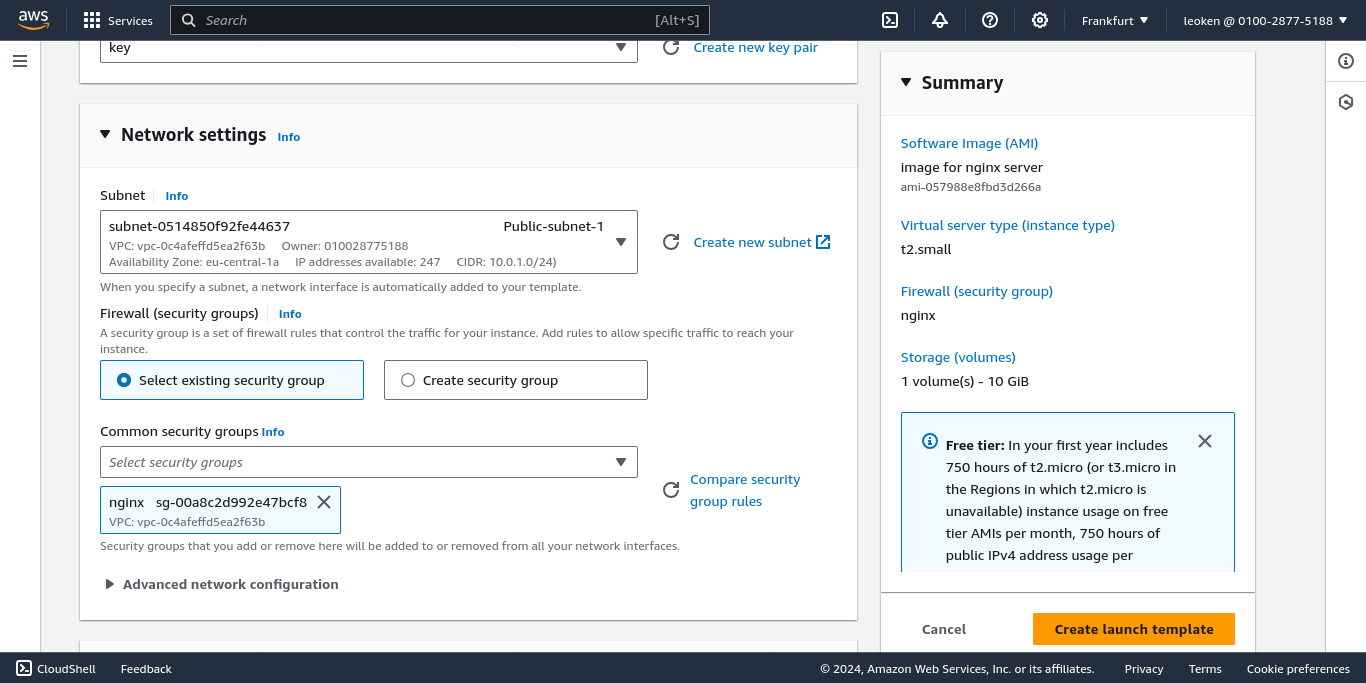 aws
Services
Search [Alt+S]
Frankfurt
leoken @ 0100-2877-5188
key
Create new key pair
Network settings Info
Subnet Info
subnet-0514850f92fe44637 Public-subnet-1
VPC: vpc-0c4afeffd5ea2f63b Owner: 010028775188
Availability Zone: eu-central-1a IP addresses available: 247 CIDR: 10.0.1.0/24)
Create new subnet
When you specify a subnet, a network interface is automatically added to your template.
Firewall (security groups) Info
A security group is a set of firewall rules that control the traffic for your instance. Add rules to allow specific traffic to reach your
instance.
Select existing security group
Create security group
Common security groups Info
Select security groups
Compare security
group rules
nginx sg-00a8c2d992e47bcf8
VPC: vpc-0c4afeffd5ea2f63b
Security groups that you add or remove here will be added to or removed from all your network interfaces.
Advanced network configuration
Summary
Software Image (AMI)
image for nginx server
ami-057988e8fbd3d266a
Virtual server type (instance type)
t2.small
Firewall (security group)
nginx
Storage (volumes)
1 volume(s) - 10 GiB
Free tier: In your first year includes
750 hours of t2.micro (or t3.micro in
the Regions in which t2.micro is
unavailable) instance usage on free
tier AMIs per month, 750 hours of
public IPv4 address usage per
Cancel
Create launch template
CloudShell
Feedback
© 2024, Amazon Web Services, Inc. or its affiliates.
Privacy
Terms
Cookie preferences